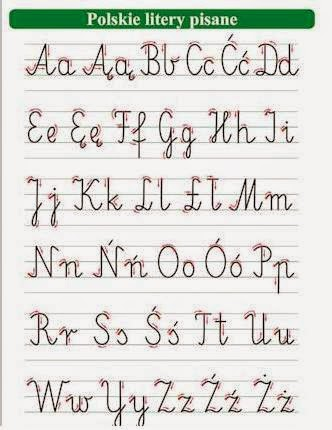 Polskie litery pisane
Aa Ąą Bb Cc Ćć Dd
Ee Ęę Ff Gg Hh Ii
Jj Kk Ll Łł Mm
Nn Ńń Oo Óó Pp
Rr Ss Śś Tt Uu
Ww Yy Zz Źź Żż